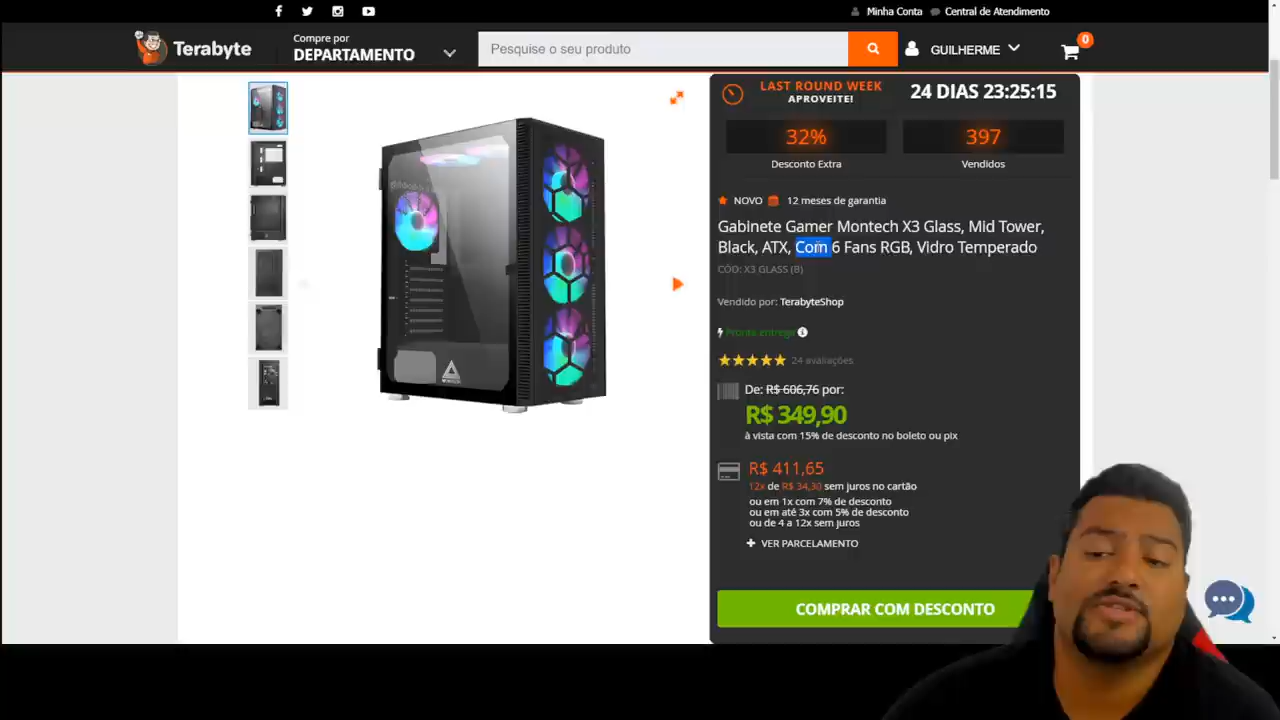 Minha Conta
Central de Atendimento
Terabyte
Compre por
DEPARTAMENTO
Pesquise o seu produto
GUILHERME
0
LAST ROUND WEEK
APROVEITE!
24 DIAS 23:25:15
32%
Desconto Extra
397
Vendidos
NOVO
12 meses de garantia
Gabinete Gamer Montech X3 Glass, Mid Tower,
Black, ATX, Com 6 Fans RGB, Vidro Temperado
CÓD: X3 GLASS (B)
Vendido por: TerabyteShop
Pronta entrega
24 avaliações
De: R$ 606,76 por:
R$ 349,90
à vista com 15% de desconto no boleto ou pix
R$ 411,65
12x de R$ 34,30 sem juros no cartão
ou em 1x com 7% de desconto
ou em até 3x com 5% de desconto
ou de 4 a 12x sem juros
VER PARCELAMENTO
COMPRAR COM DESCONTO